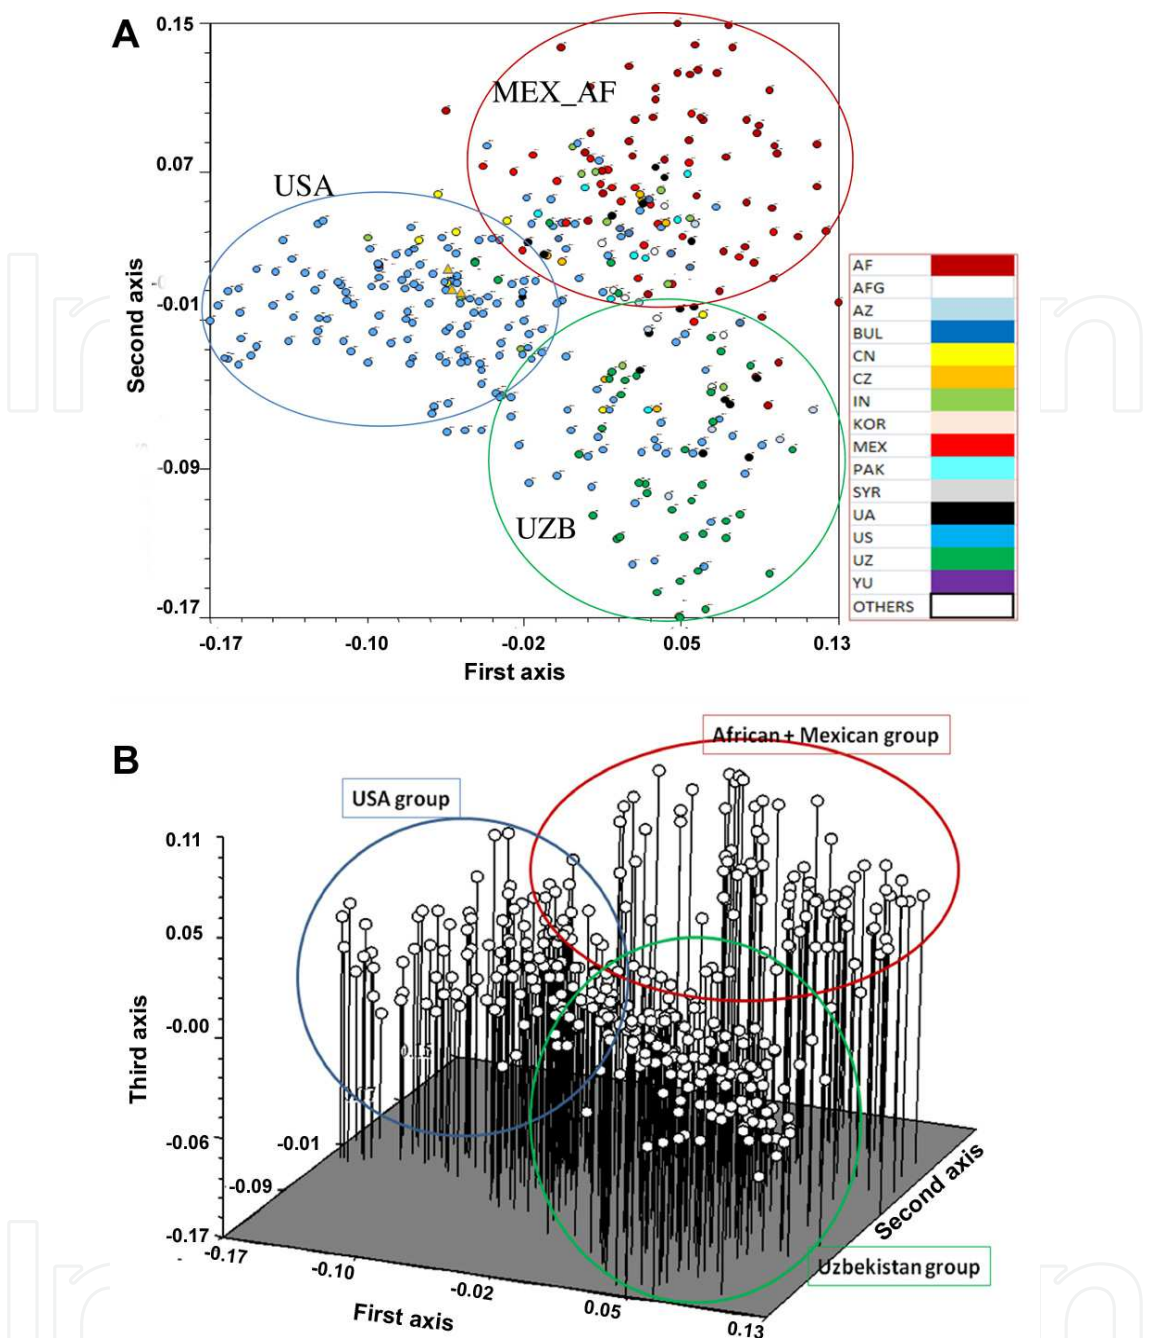 A
0.15
0.07
-0.01
-0.09
-0.17
Second axis
MEX_AF
USA
UZB
-0.17 -0.10 -0.02 0.05 0.13
First axis
AF
AFG
AZ
BUL
CN
CZ
IN
KOR
MEX
PAK
SYR
UA
US
UZ
YU
OTHERS
B
African + Mexican group
USA group
0.11
0.05
-0.00
-0.06
-0.17
Third axis
0.15
-0.01
-0.09
-0.17 -0.10 -0.02 0.05 0.13
First axis
Second axis
Uzbekistan group